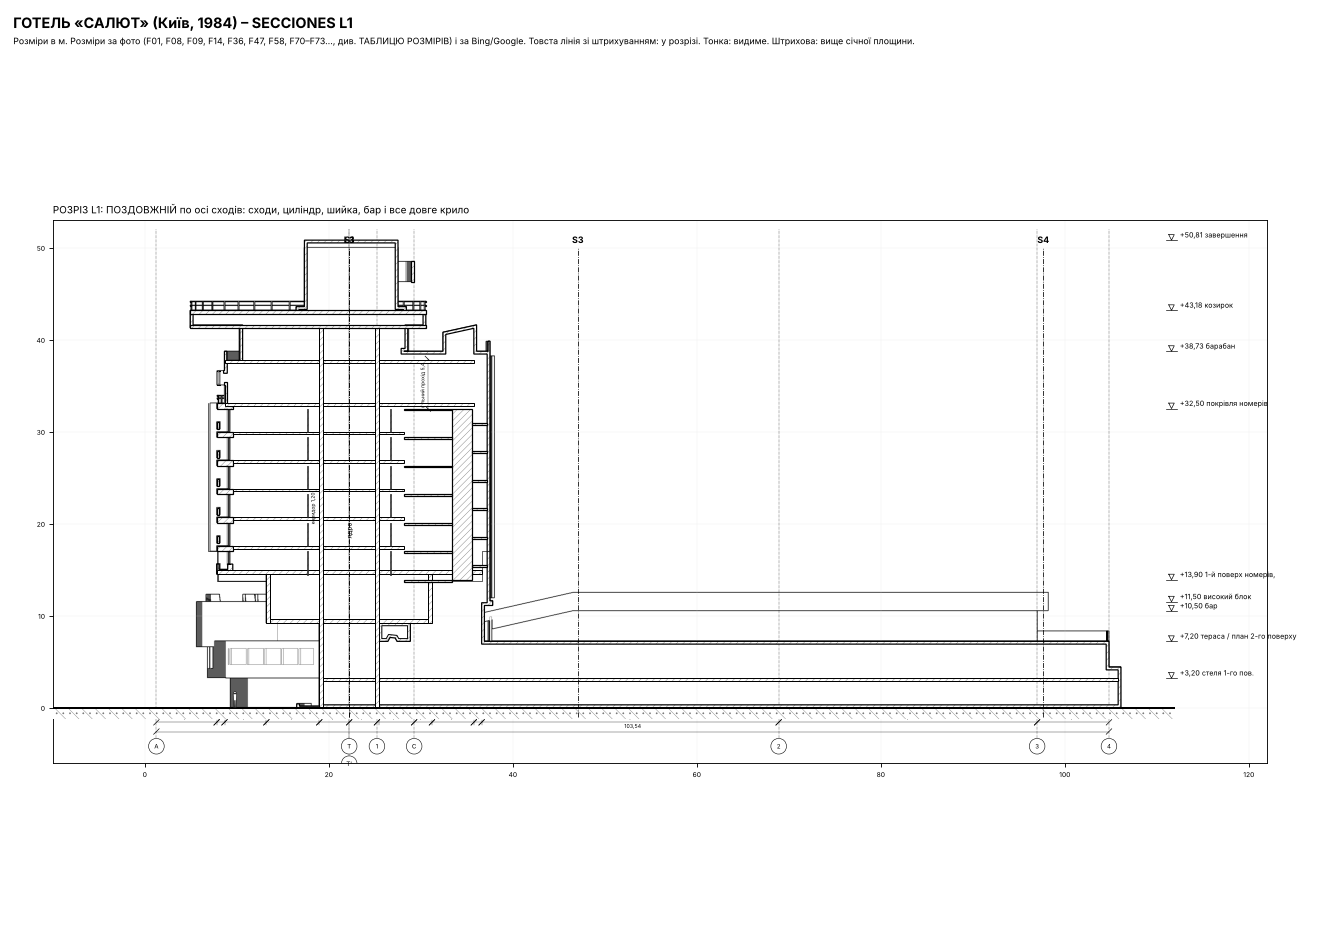 ГОТЕЛЬ «САЛЮТ» (Київ, 1984) – SECCIONES L1
Розміри в м. Розміри за фото (F01, F08, F09, F14, F36, F47, F58, F70–F73..., див. ТАБЛИЦЮ РОЗМІРІВ) і за Bing/Google. Товста лінія зі штрихуванням: у розрізі. Тонка: видиме. Штрихова: вище січної площини.
РОЗРІЗ L1: ПОЗДОВЖНІЙ по осі сходів: сходи, циліндр, шийка, бар і все довге крило
S3
S4
+50,81 завершення
+43,18 козирок
+38,73 барабан
+32,50 покрівля номерів
+13,90 1-й поверх номерів,
+11,50 високий блок
+10,50 бар
+7,20 тераса / план 2-го поверху
+3,20 стеля 1-го пов.
50
40
30
20
10
0
ядро
103,54
A
T
1
C
2
3
4
0
20
40
60
80
100
120